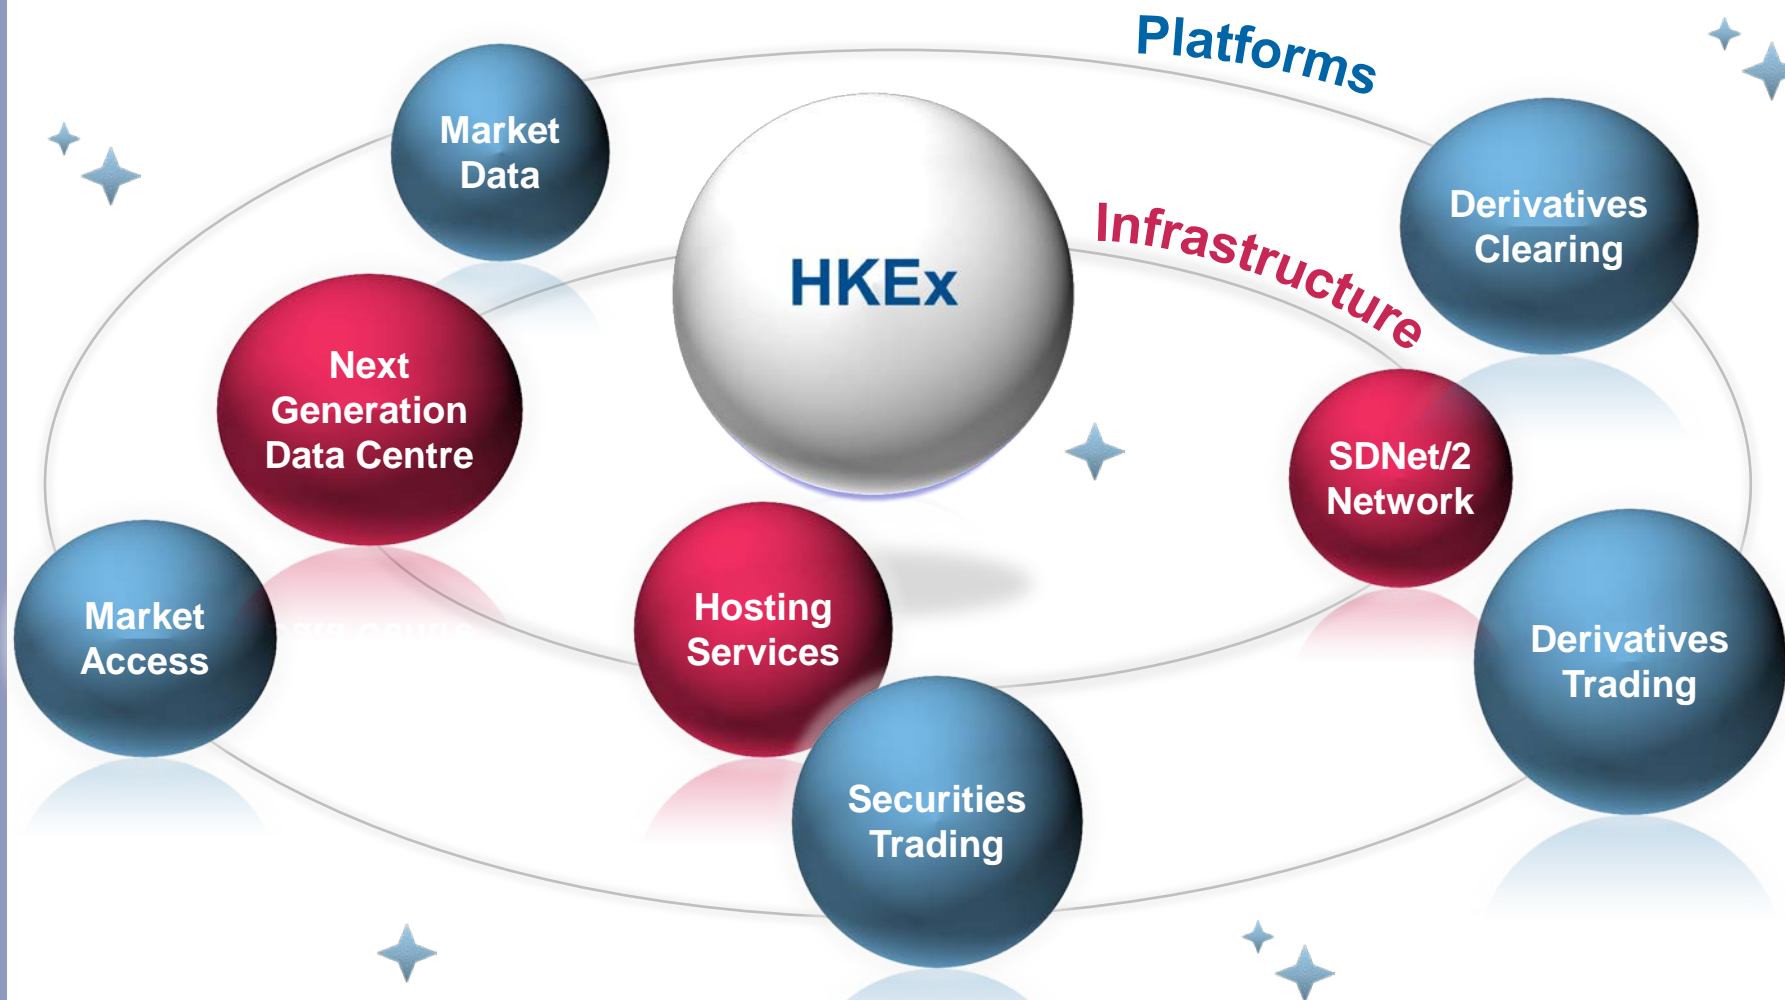 Platforms
Market
Data
Derivatives
Clearing
Infrastructure
HKEx
Next
Generation
Data Centre
SDNet/2
Network
Market
Access
Hosting
Services
Derivatives
Trading
Securities
Trading